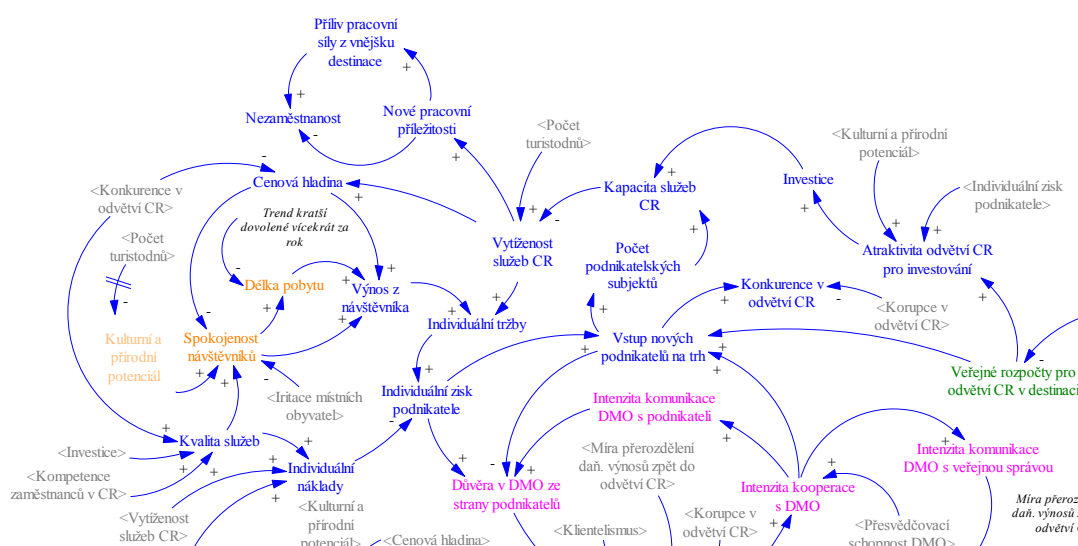 Příliv pracovní
síly z vnějšku
destinace
Nezaměstnanost
Nové pracovní
příležitosti
<Počet
turistodnů>
<Kulturní a přírodní
potenciál>
<Konkurence v
odvětví CR>
Cenová hladina
Kapacita služeb
CR
Investice
<Individuální zisk
podnikatele>
Trend kratší
dovolené vícekrát za
rok
<Počet
turistodnů>
Vytíženost
služeb CR
Počet
podnikatelských
subjektů
Atraktivita odvětví CR
pro investování
Délka pobytu
Výnos z
návštěvníka
Konkurence v
odvětví CR
<Korupce v
odvětví CR>
Individuální tržby
Kulturní a
přírodní
potenciál
Spokojenost
návštěvníků
Vstup nových
podnikatelů na trh
Veřejné rozpočty pro
odvětví CR v destinaci
<Iritace místních
obyvatel>
Individuální zisk
podnikatele
Intenzita komunikace
DMO s podnikateli
Kvalita služeb
<Investice>
<Kompetence
zaměstnanců v CR>
Individuální
náklady
<Míra přerozdělení
daň. výnosů zpět do
odvětví CR>
Intenzita komunikace
DMO s veřejnou správou
Důvěra v DMO ze
strany podnikatelů
Intenzita kooperace
s DMO
<Vytíženost
služeb CR>
<Kulturní a
přírodní
potenciál>
<Cenová hladina>
<Klientelismus>
<Korupce v
odvětví CR>
<Přesvědčovací
schopnost DMO>
Míra přeroz
daň. výnosů
odvětví